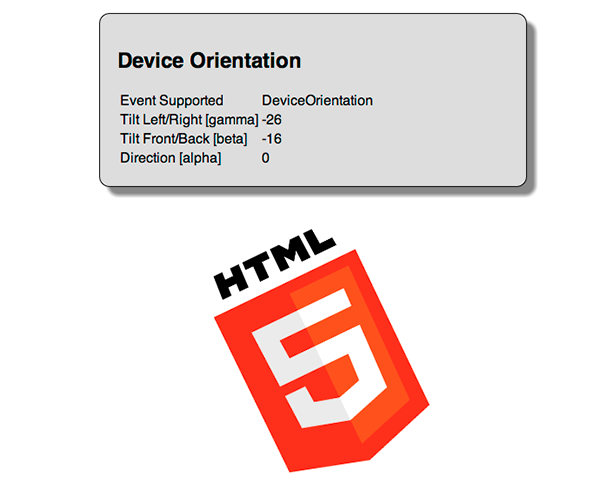 Device Orientation
Event Supported DeviceOrientation
Tilt Left/Right [gamma] -26
Tilt Front/Back [beta] -16
Direction [alpha] 0
HTML
5